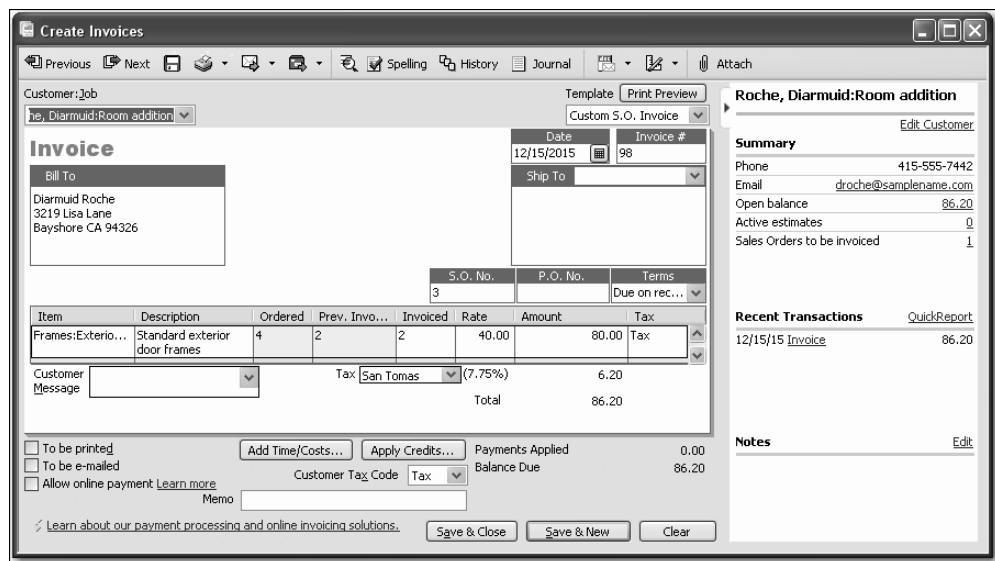 Create Invoices
Previous Next Spelling History Journal Attach
Customer:Job
he, Diarmuid:Room addition
Template Print Preview
Custom S.O. Invoice
Invoice
Date Invoice #
12/15/2015 98
Bill To
Diarmuid Roche
3219 Lisa Lane
Bayshore CA 94326
Ship To
S.O. No. P.O. No. Terms
3 Due on rec...
Item Description Ordered Prev. Invo... Invoiced Rate Amount Tax
Frames:Exterio... Standard exterior 4 2 2 40.00 80.00 Tax
door frames
Customer Tax San Tomas (7.75%) 6.20
Message
Total 86.20
To be printed Add Time/Costs... Apply Credits... Payments Applied 0.00
To be e-mailed Customer Tax Code Tax Balance Due 86.20
Allow online payment Learn more
Memo
Learn about our payment processing and online invoicing solutions.
Save & Close Save & New Clear
Roche, Diarmuid:Room addition
Edit Customer
Summary
Phone 415-555-7442
Email droche@samplename.com
Open balance 86.20
Active estimates 0
Sales Orders to be invoiced 1
Recent Transactions QuickReport
12/15/15 Invoice 86.20
Notes Edit